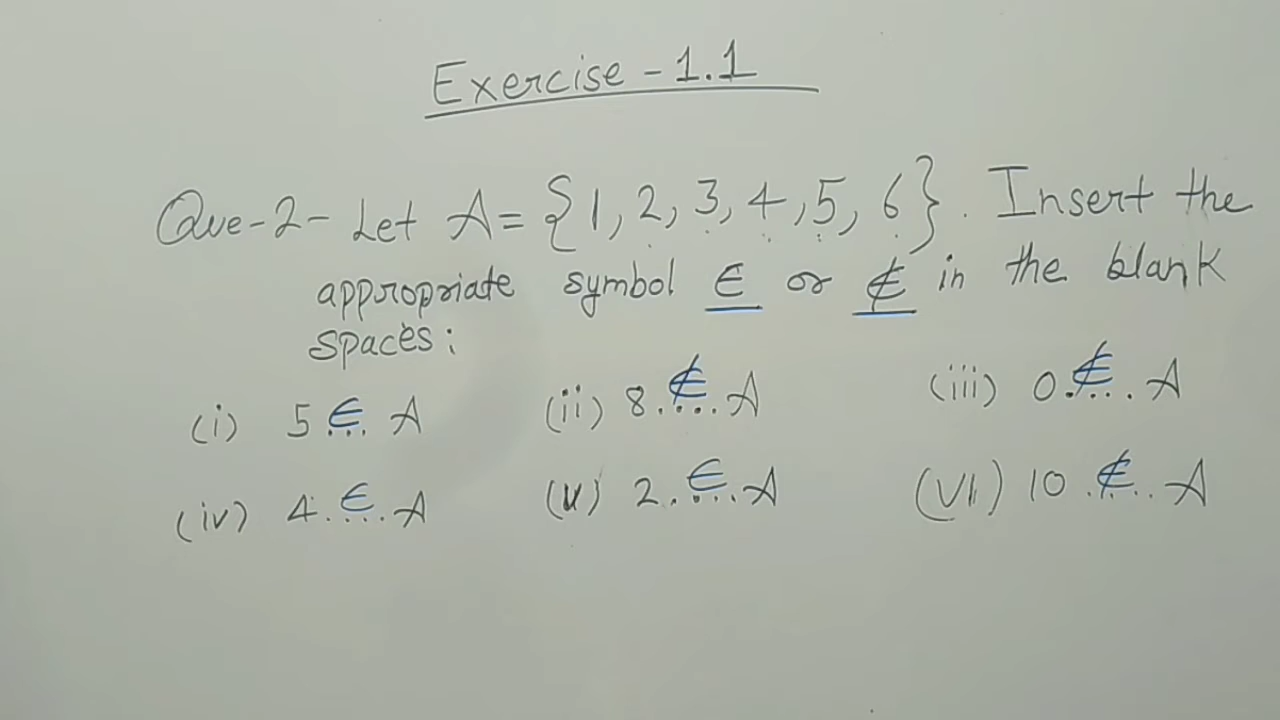 Exercise - 1.1
Que-2- Let A = {1, 2, 3, 4, 5, 6}. Insert the
appropriate symbol ∈ or ∉ in the blank
spaces:
(i) 5 .∈.. A (ii) 8 .∉... A (iii) 0 .∉... A
(iv) 4 .∈... A (v) 2 .∈... A (VI) 10 .∉... A